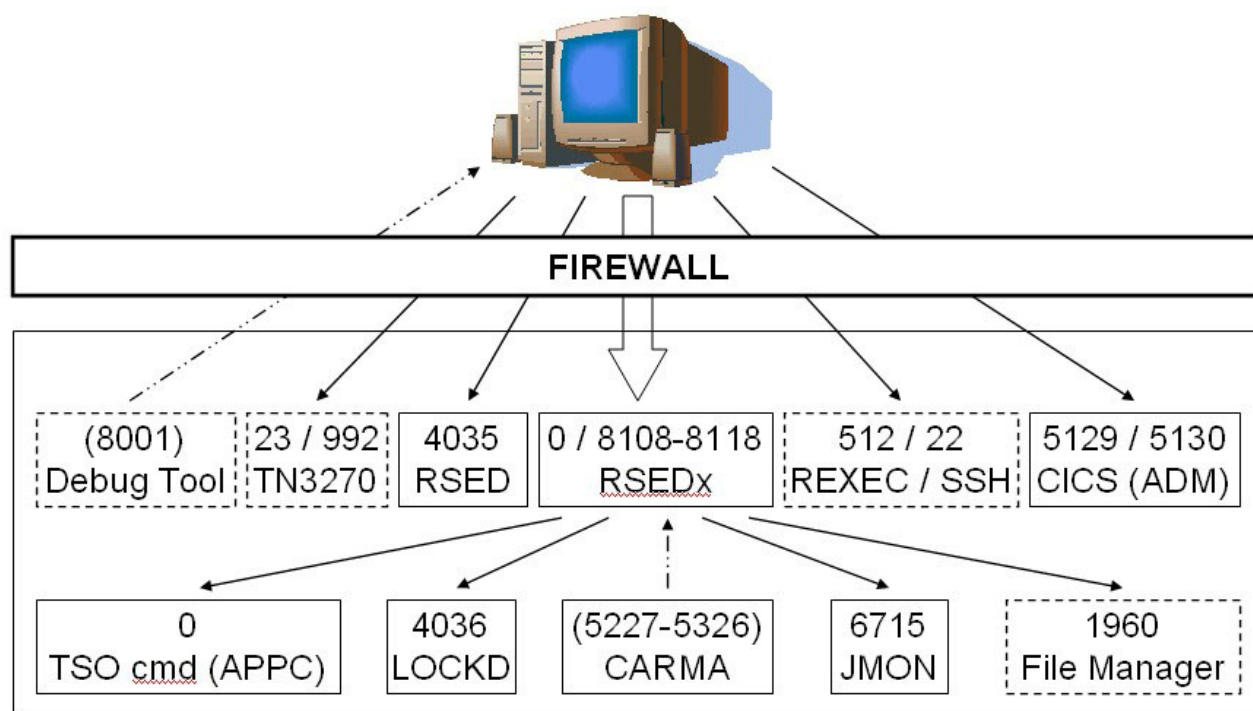 FIREWALL
(8001)
Debug Tool
23 / 992
TN3270
4035
RSED
0 / 8108-8118
RSEDx
512 / 22
REXEC / SSH
5129 / 5130
CICS (ADM)
0
TSO cmd (APPC)
4036
LOCKD
(5227-5326)
CARMA
6715
JMON
1960
File Manager